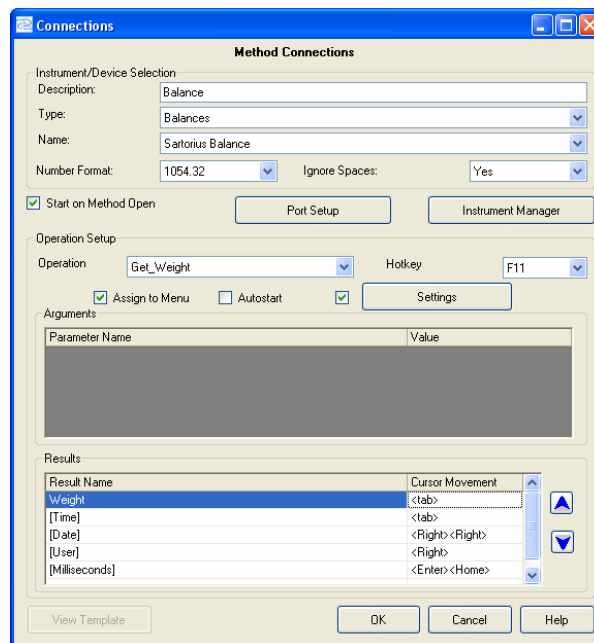 Connections
Method Connections
Instrument/Device Selection
Description: Balance
Type: Balances
Name: Sartorius Balance
Number Format: 1054.32 Ignore Spaces: Yes
Start on Method Open Port Setup Instrument Manager
Operation Setup
Operation Get_Weight Hotkey F11
Assign to Menu Autostart Settings
Arguments
Parameter Name Value
Results
Result Name Cursor Movement
Weight <tab>
[Time] <tab>
[Date] <Right><Right>
[User] <Right>
[Milliseconds] <Enter><Home>
View Template OK Cancel Help